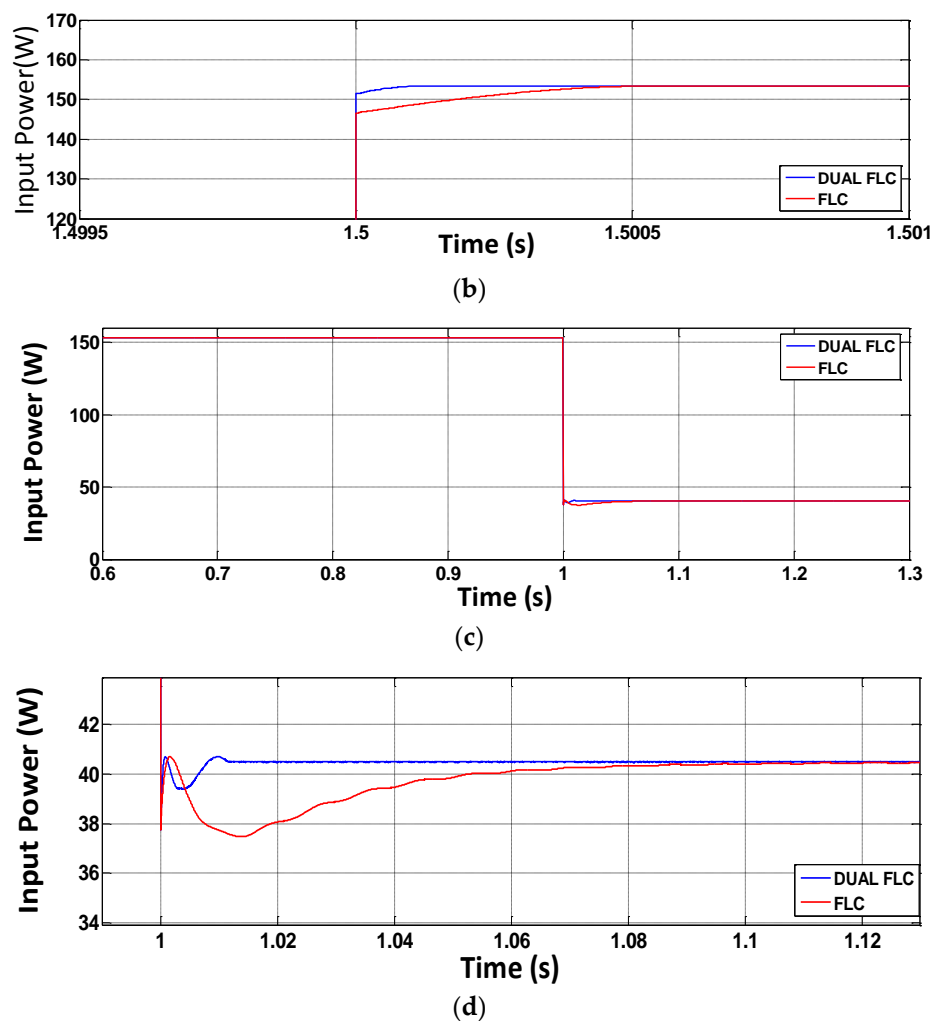 170
160
150
140
130
120
Input Power(W)
DUAL FLC
FLC
1.4995
1.5
1.5005
1.501
Time (s)
(b)
150
100
50
0
Input Power (W)
DUAL FLC
FLC
0.6
0.7
0.8
0.9
1
1.1
1.2
1.3
Time (s)
(c)
42
40
38
36
34
Input Power (W)
DUAL FLC
FLC
1
1.02
1.04
1.06
1.08
1.1
1.12
Time (s)
(d)